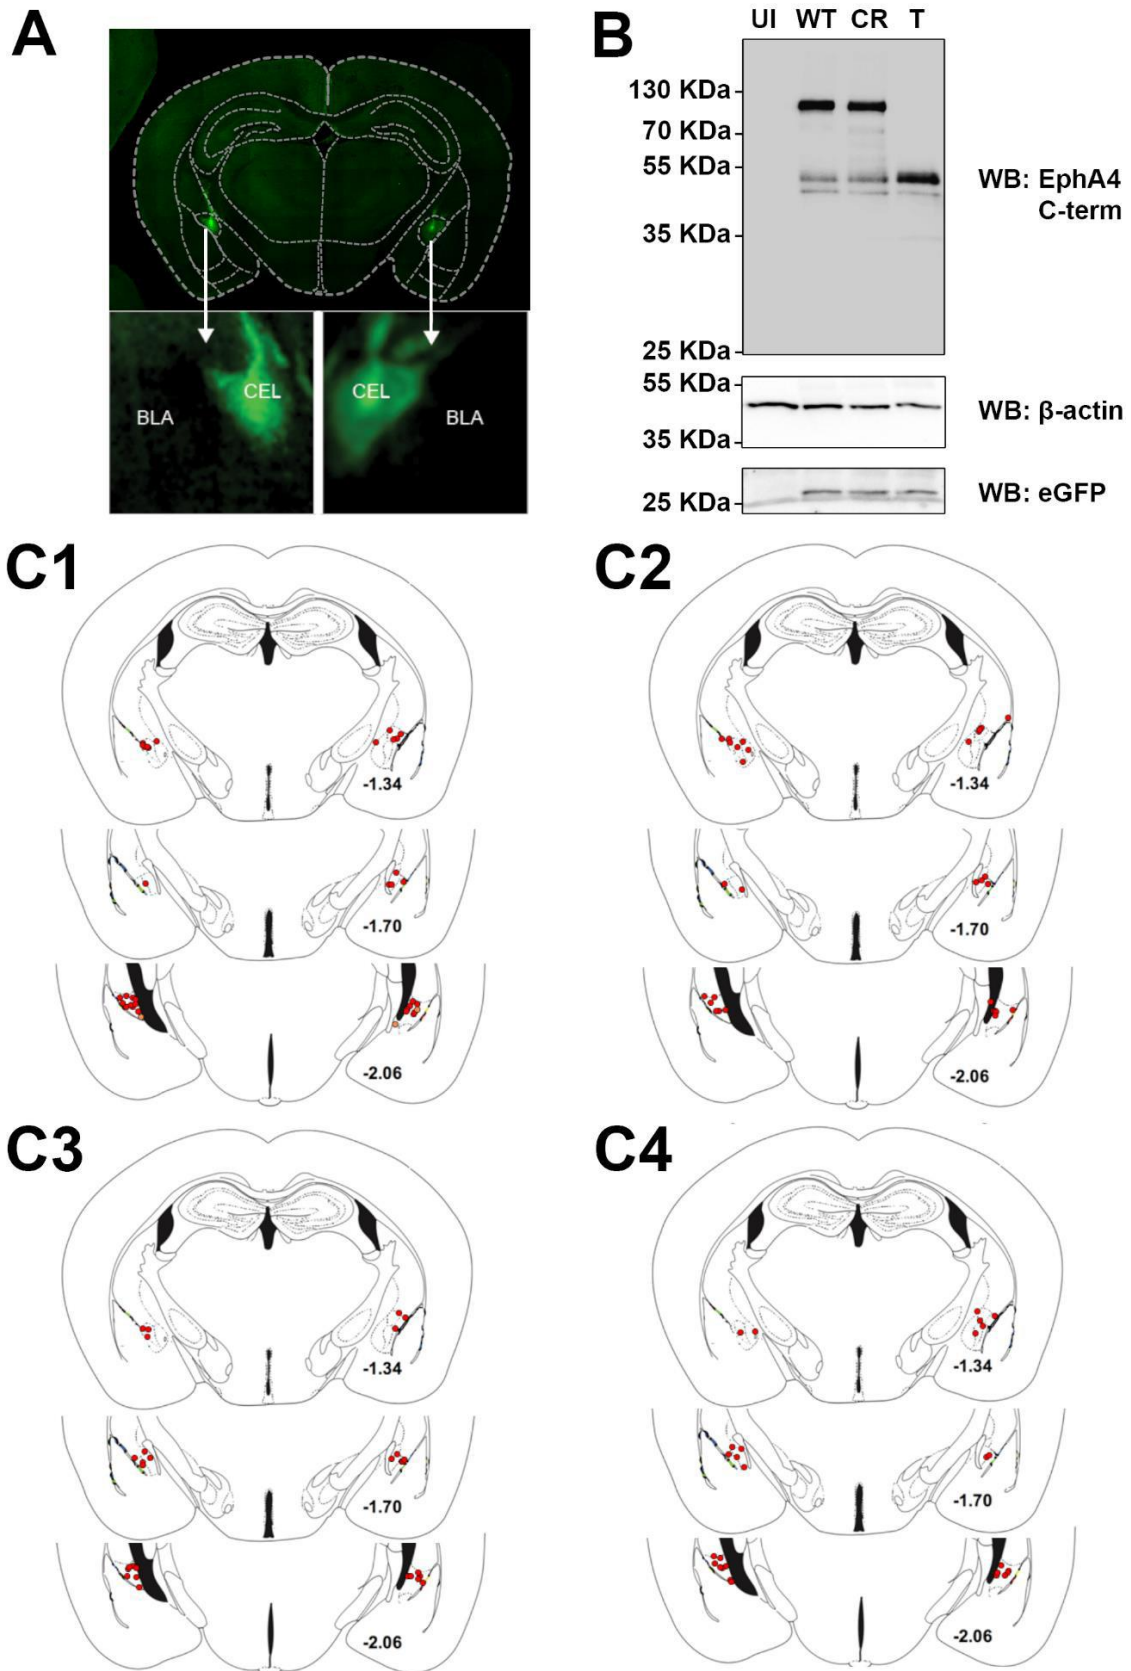 A
CEL
BLA
CEL
BLA
B
UI WT CR T
130 KDa
70 KDa
55 KDa
35 KDa
25 KDa
WB: EphA4
C-term
55 KDa
35 KDa
WB: β-actin
25 KDa
WB: eGFP
C1
-1.34
-1.70
-2.06
C2
-1.34
-1.70
-2.06
C3
-1.34
-1.70
-2.06
C4
-1.34
-1.70
-2.06